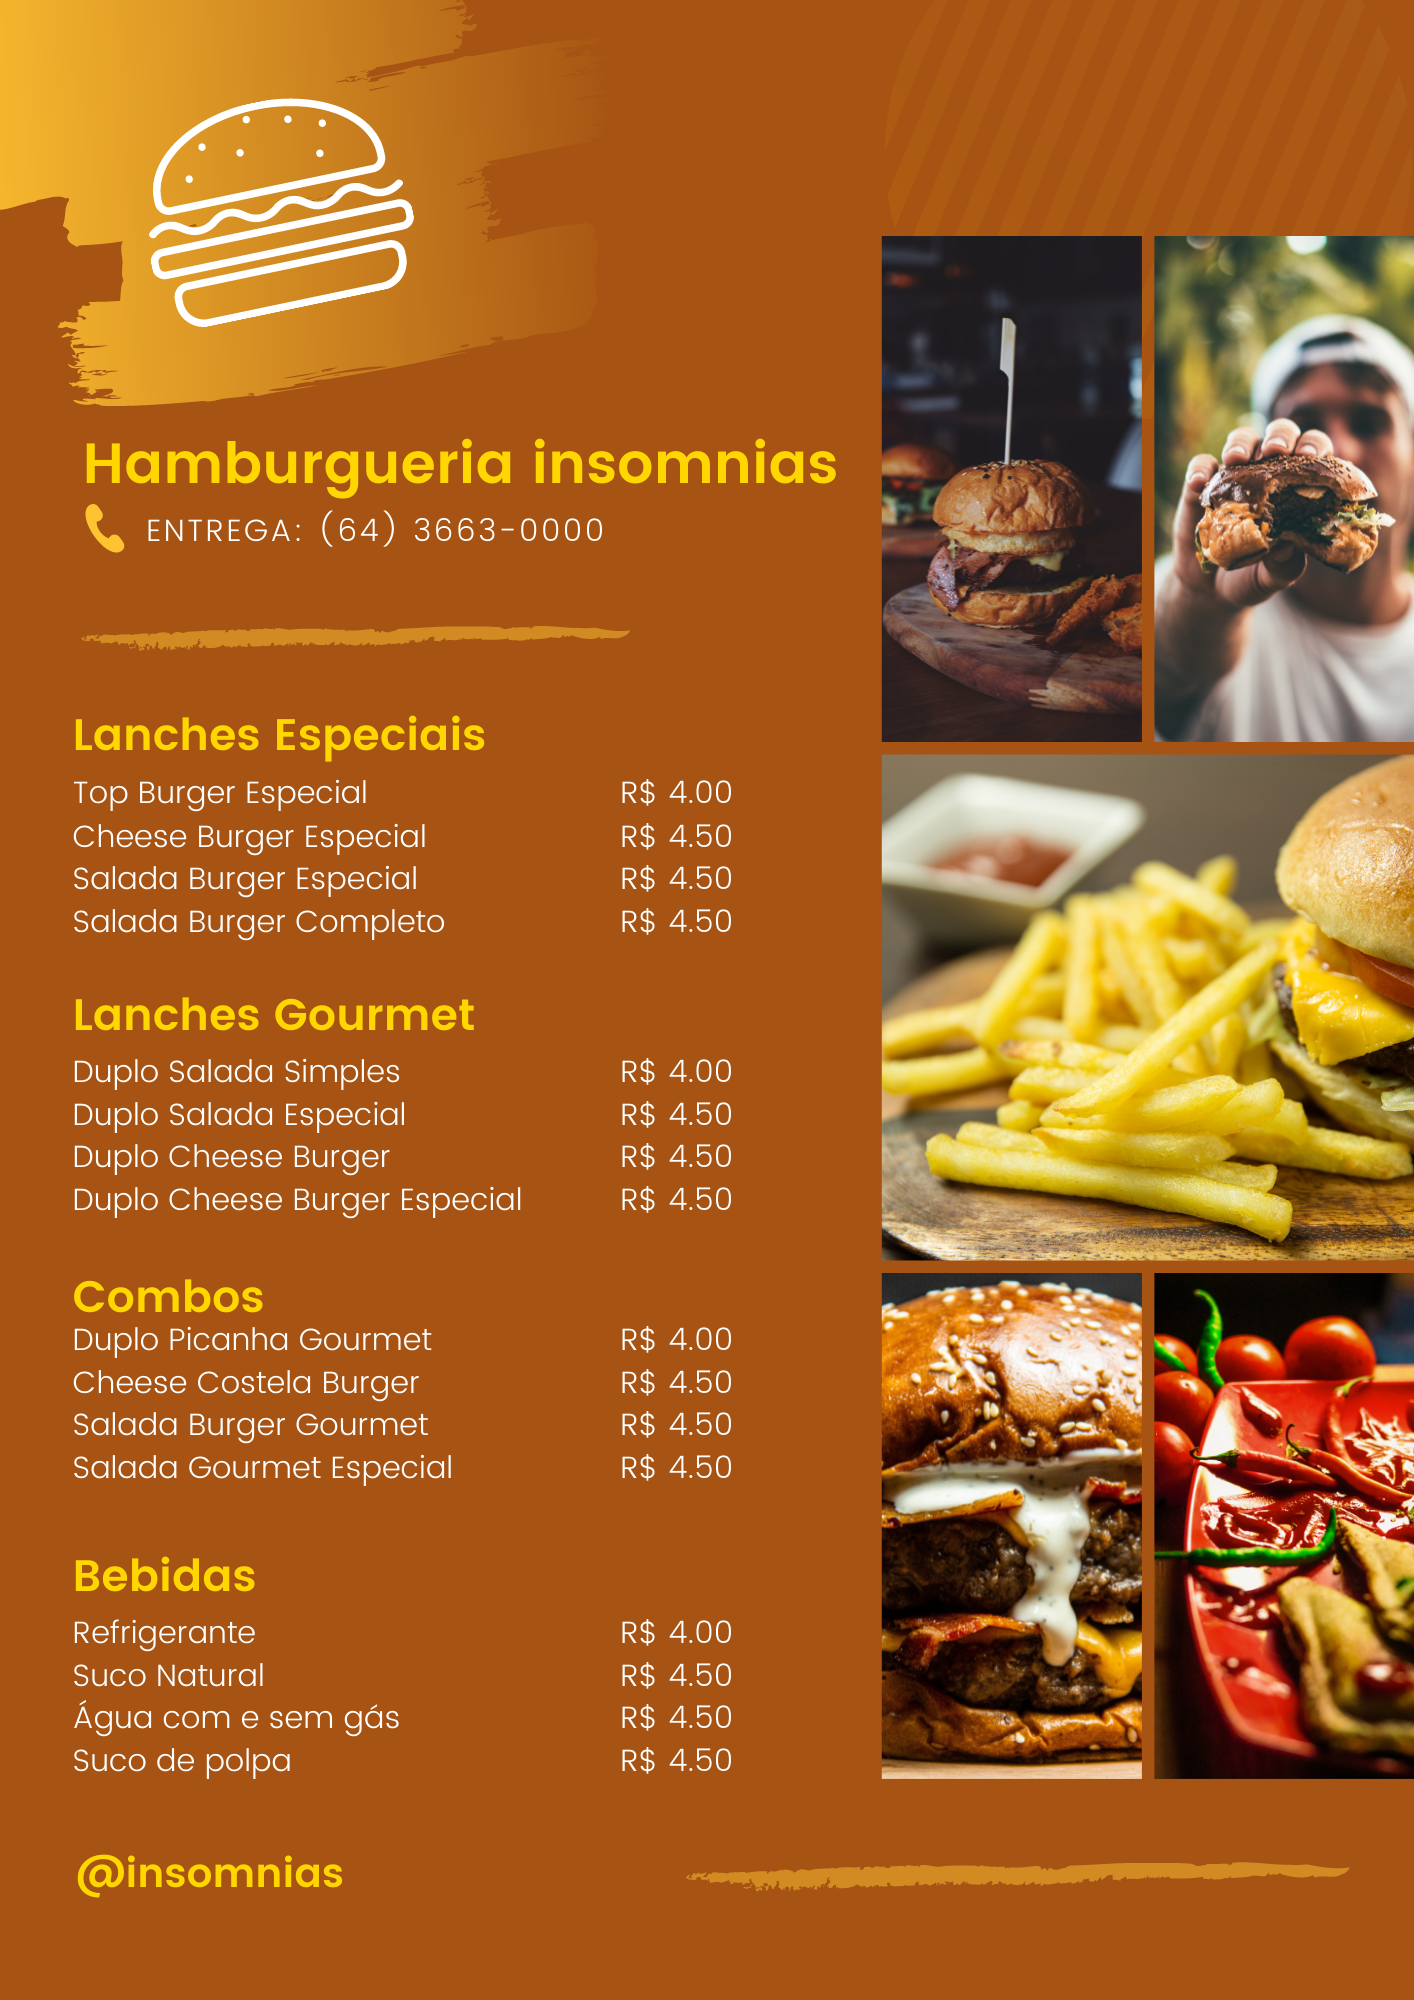 Hamburgueria insomnias
ENTREGA: (64) 3663-0000
Lanches Especiais
Top Burger Especial R$ 4.00
Cheese Burger Especial R$ 4.50
Salada Burger Especial R$ 4.50
Salada Burger Completo R$ 4.50
Lanches Gourmet
Duplo Salada Simples R$ 4.00
Duplo Salada Especial R$ 4.50
Duplo Cheese Burger R$ 4.50
Duplo Cheese Burger Especial R$ 4.50
Combos
Duplo Picanha Gourmet R$ 4.00
Cheese Costela Burger R$ 4.50
Salada Burger Gourmet R$ 4.50
Salada Gourmet Especial R$ 4.50
Bebidas
Refrigerante R$ 4.00
Suco Natural R$ 4.50
Água com e sem gás R$ 4.50
Suco de polpa R$ 4.50
@insomnias